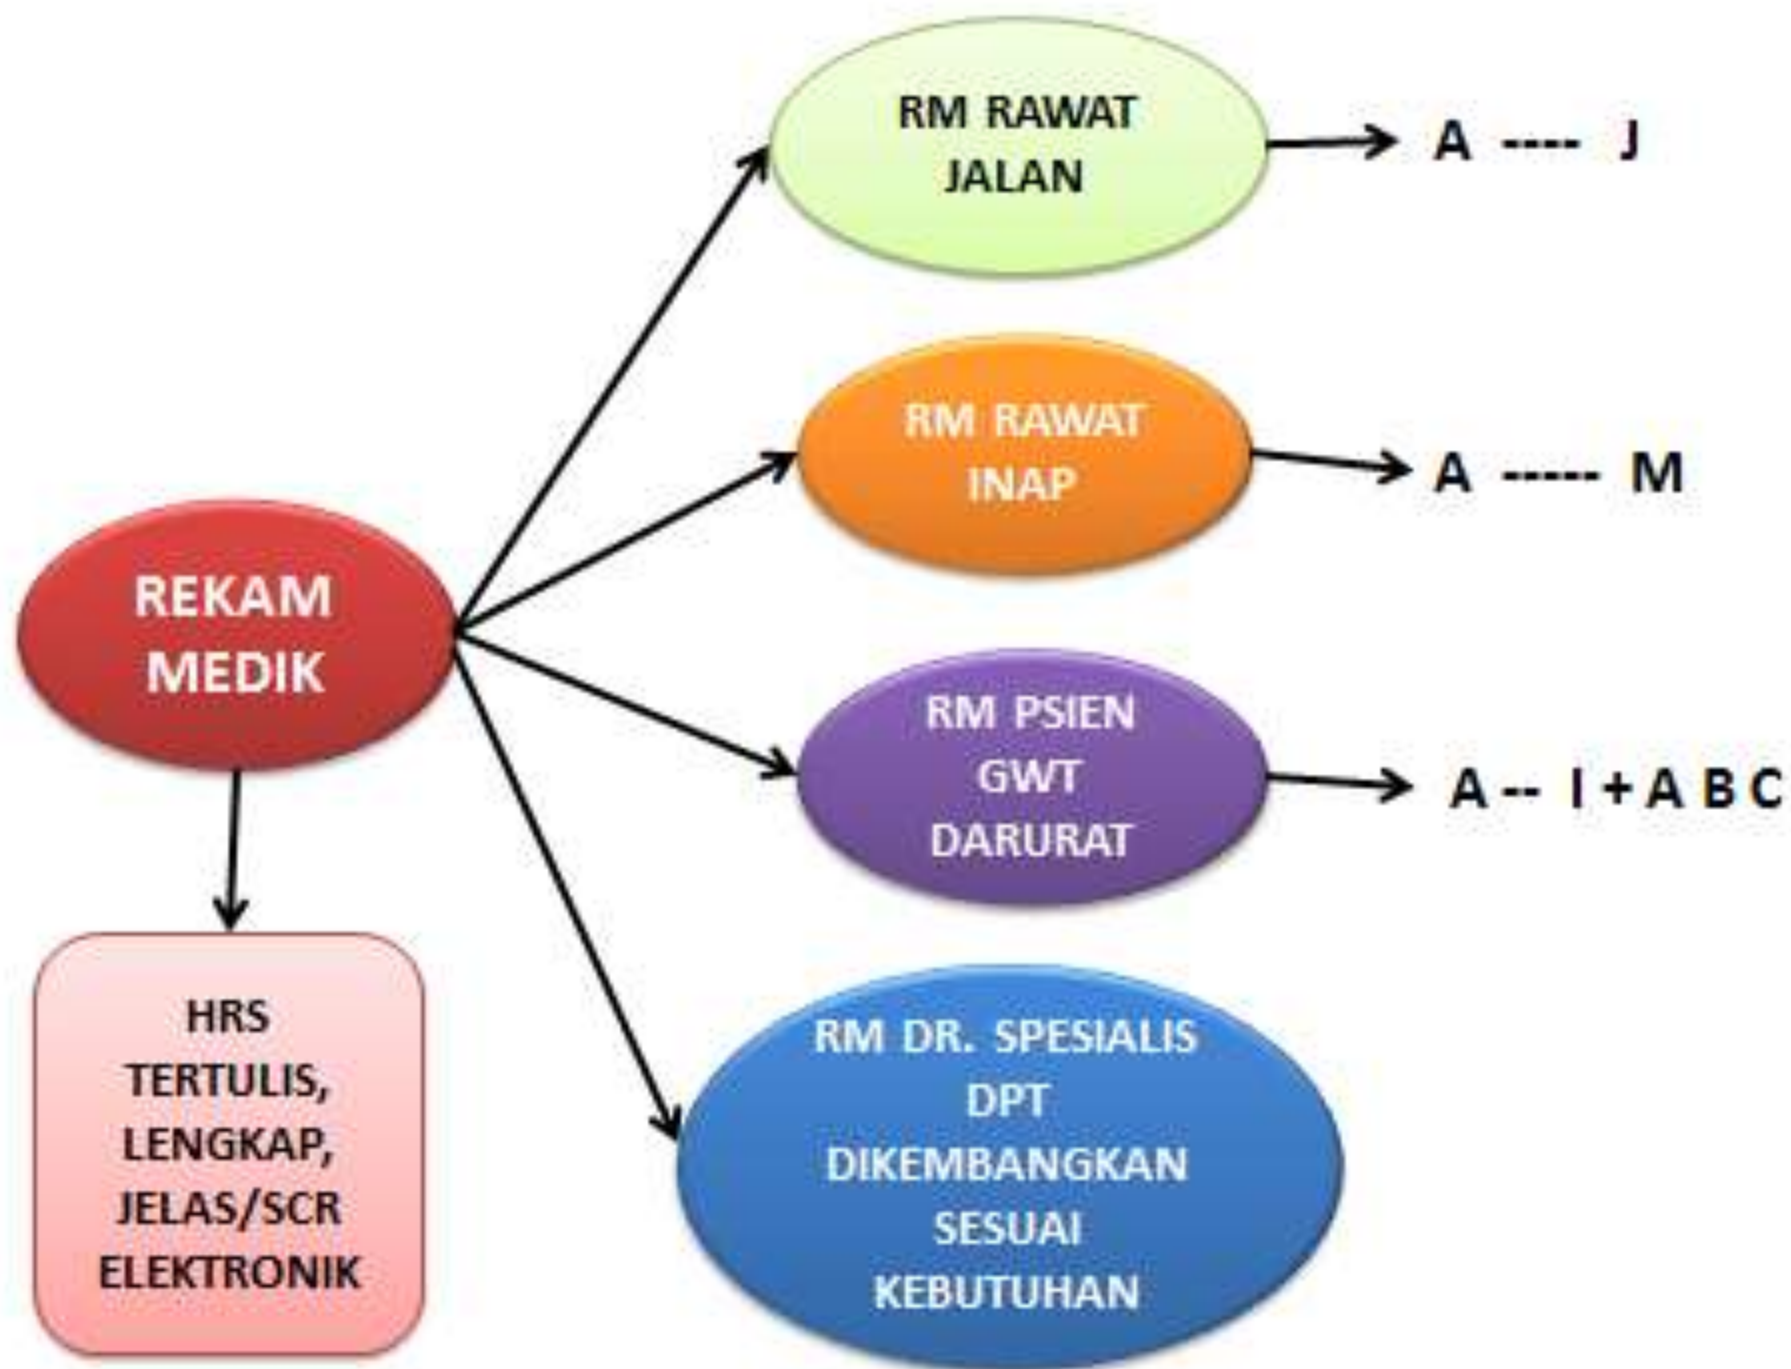 RM RAWAT
JALAN
A ---- J
RM RAWAT
INAP
A ----- M
REKAM
MEDIK
RM PSIEN
GWT
DARURAT
A -- I + A B C
HRS
TERTULIS,
LENGKAP,
JELAS/SCR
ELEKTRONIK
RM DR. SPESIALIS
DPT
DIKEMBANGKAN
SESUAI
KEBUTUHAN